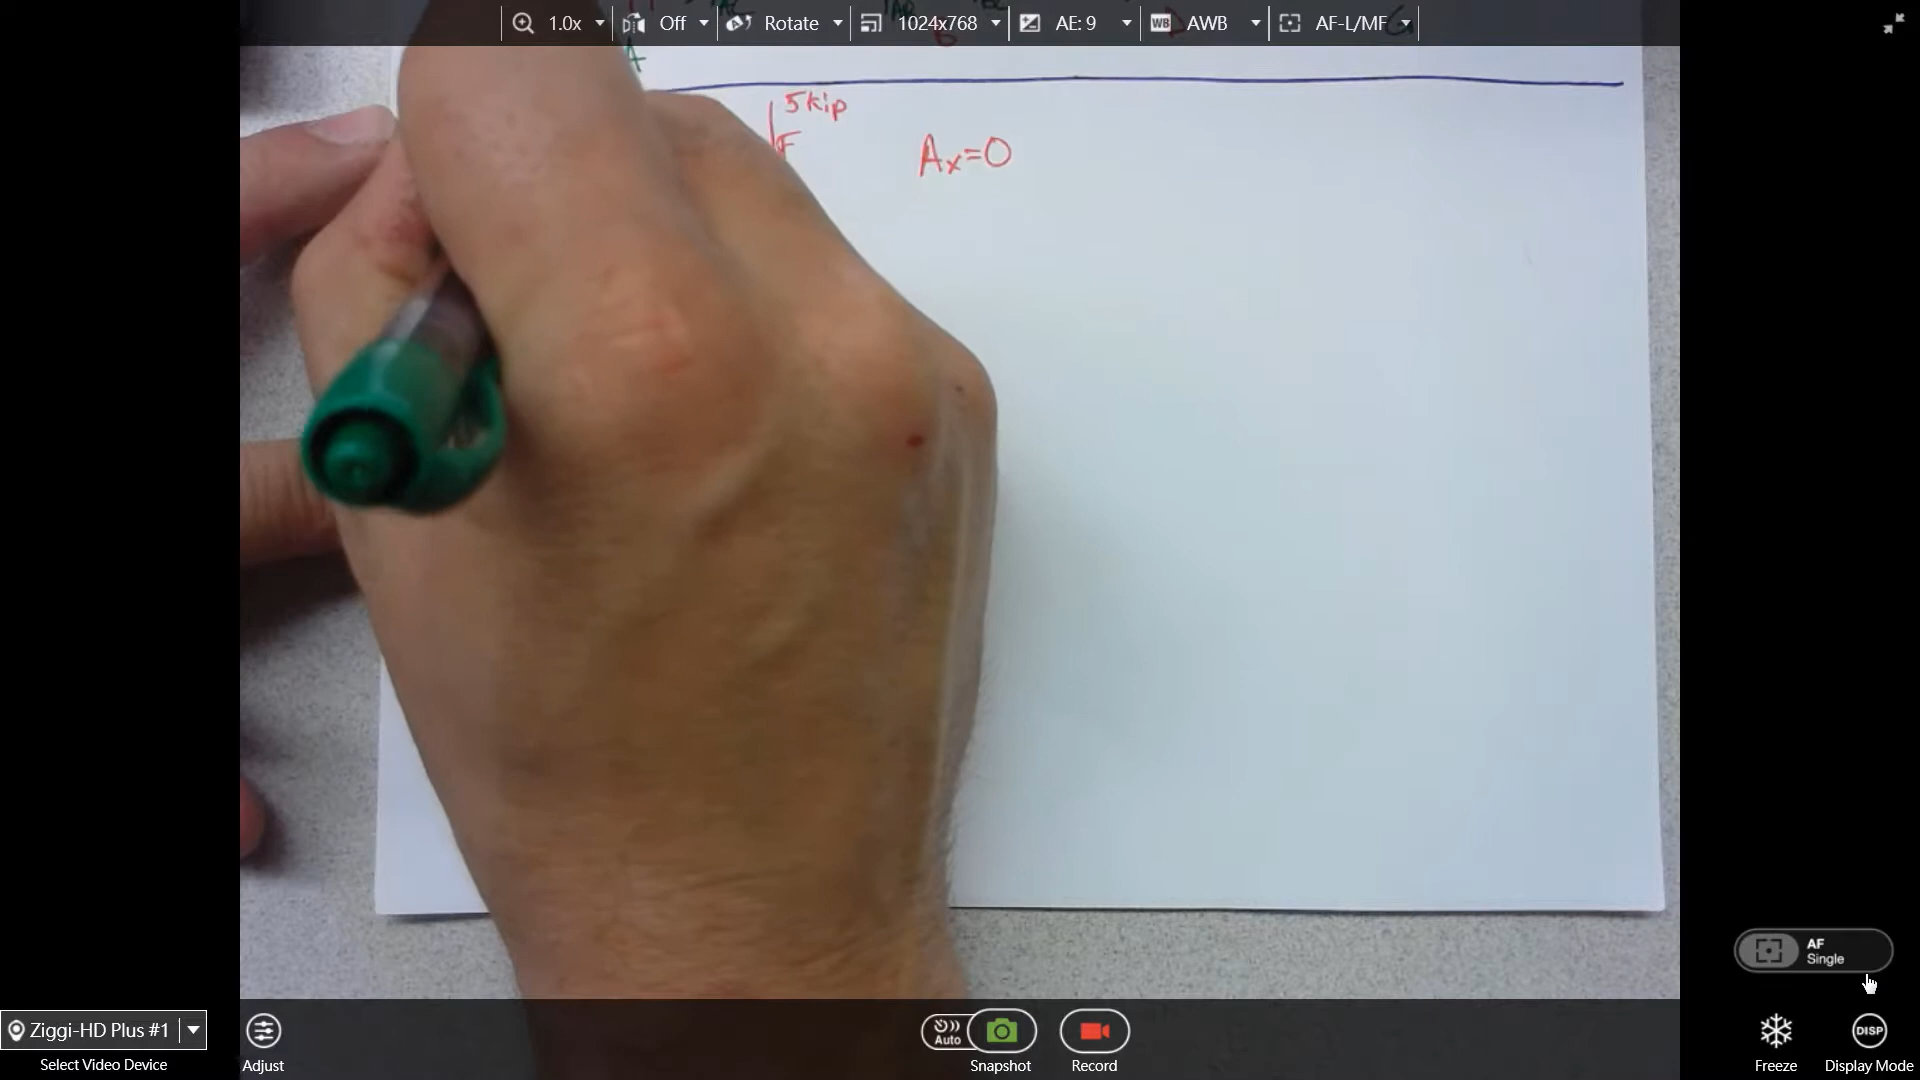 1.0x Off Rotate 1024x768 AE: 9 WB AWB AF-L/MF
A
5kip
F
Ax=0
AF
Single
Ziggi-HD Plus #1
Select Video Device
Adjust
Auto
Snapshot
Record
Freeze
DISP
Display Mode